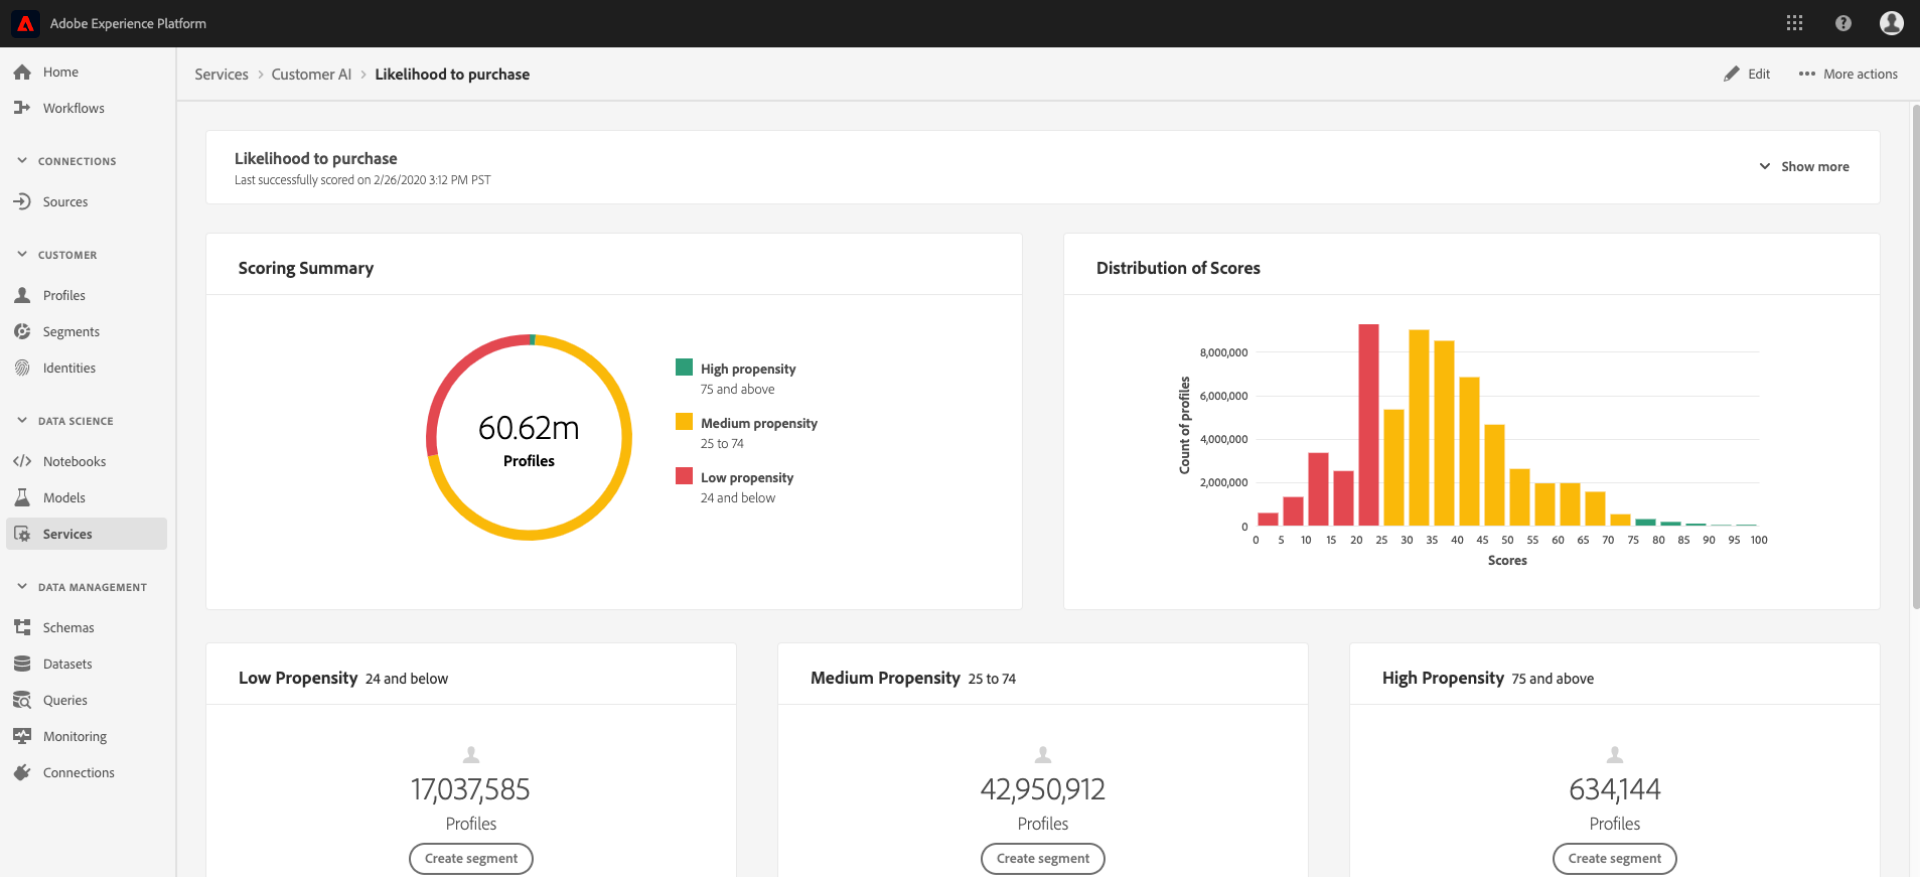 Adobe Experience Platform
Home
Workflows
CONNECTIONS
Sources
CUSTOMER
Profiles
Segments
Identities
DATA SCIENCE
Notebooks
Models
Services
DATA MANAGEMENT
Schemas
Datasets
Queries
Monitoring
Connections
Services > Customer AI > Likelihood to purchase
Edit
More actions
Likelihood to purchase
Last successfully scored on 2/26/2020 3:12 PM PST
Show more
Scoring Summary
60.62m
Profiles
High propensity
75 and above
Medium propensity
25 to 74
Low propensity
24 and below
Distribution of Scores
Count of profiles
8,000,000
6,000,000
4,000,000
2,000,000
0
0 5 10 15 20 25 30 35 40 45 50 55 60 65 70 75 80 85 90 95 100
Scores
Low Propensity 24 and below
17,037,585
Profiles
Create segment
Medium Propensity 25 to 74
42,950,912
Profiles
Create segment
High Propensity 75 and above
634,144
Profiles
Create segment